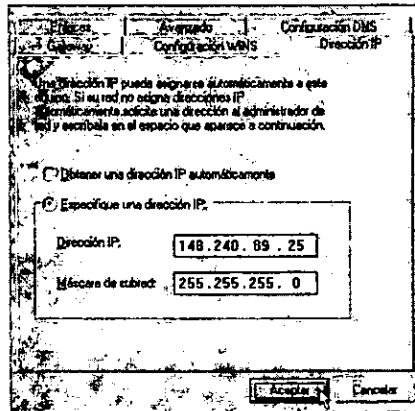 Enlaces Avanzado Configuración DNS
Gateway Configuración WINS Dirección IP
Una dirección IP puede asignarse automáticamente a este
equipo. Si su red no asigna direcciones IP
automáticamente, solicite una dirección al administrador de
red y escríbala en el espacio que aparece a continuación.
Obtener una dirección IP automáticamente
Especifique una dirección IP:
Dirección IP: 148.240.89.25
Máscara de subred: 255.255.255.0
Aceptar Cancelar